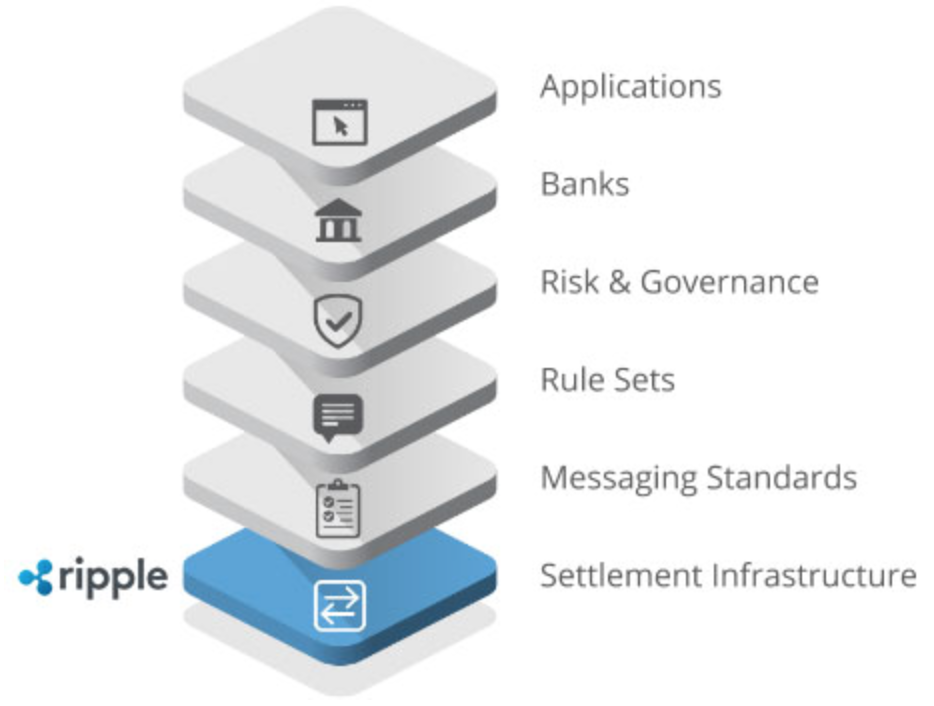 Applications
Banks
Risk & Governance
Rule Sets
Messaging Standards
ripple
Settlement Infrastructure